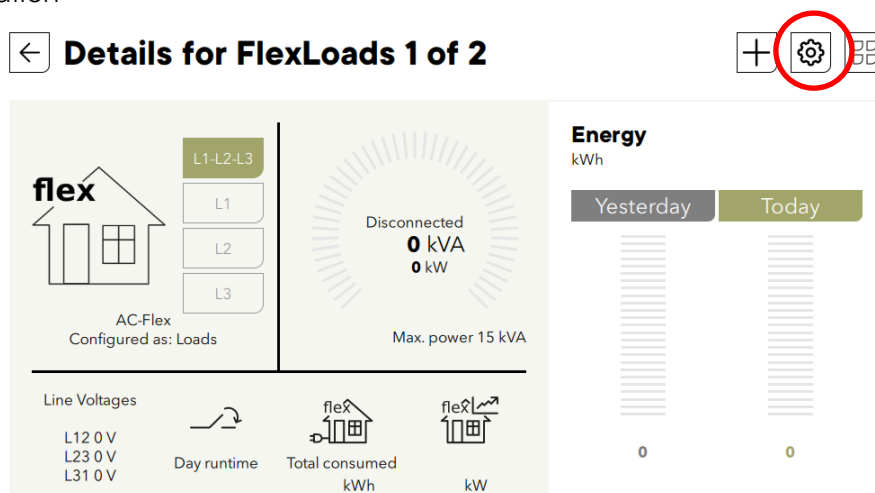 Details for FlexLoads 1 of 2
flex
L1-L2-L3
L1
L2
L3
AC-Flex
Configured as: Loads
Disconnected
0 kVA
0 kW
Max. power 15 kVA
Energy
kWh
Yesterday
Today
0
0
Line Voltages
L12 0 V
L23 0 V
L31 0 V
Day runtime
flex
Total consumed
kWh
flex
kW